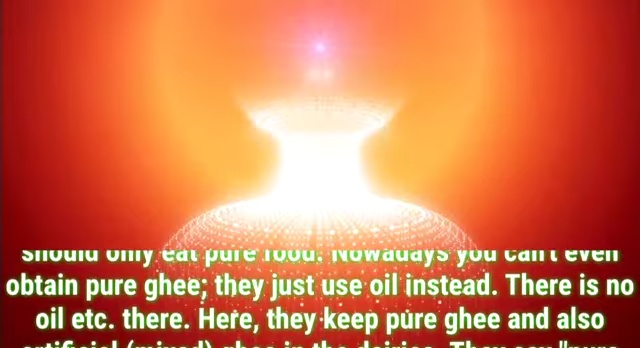 should only eat pure food. Nowadays you can't even
obtain pure ghee; they just use oil instead. There is no
oil etc. there. Here, they keep pure ghee and also
artificial (mixed) ghee in the dairies. They say "pure